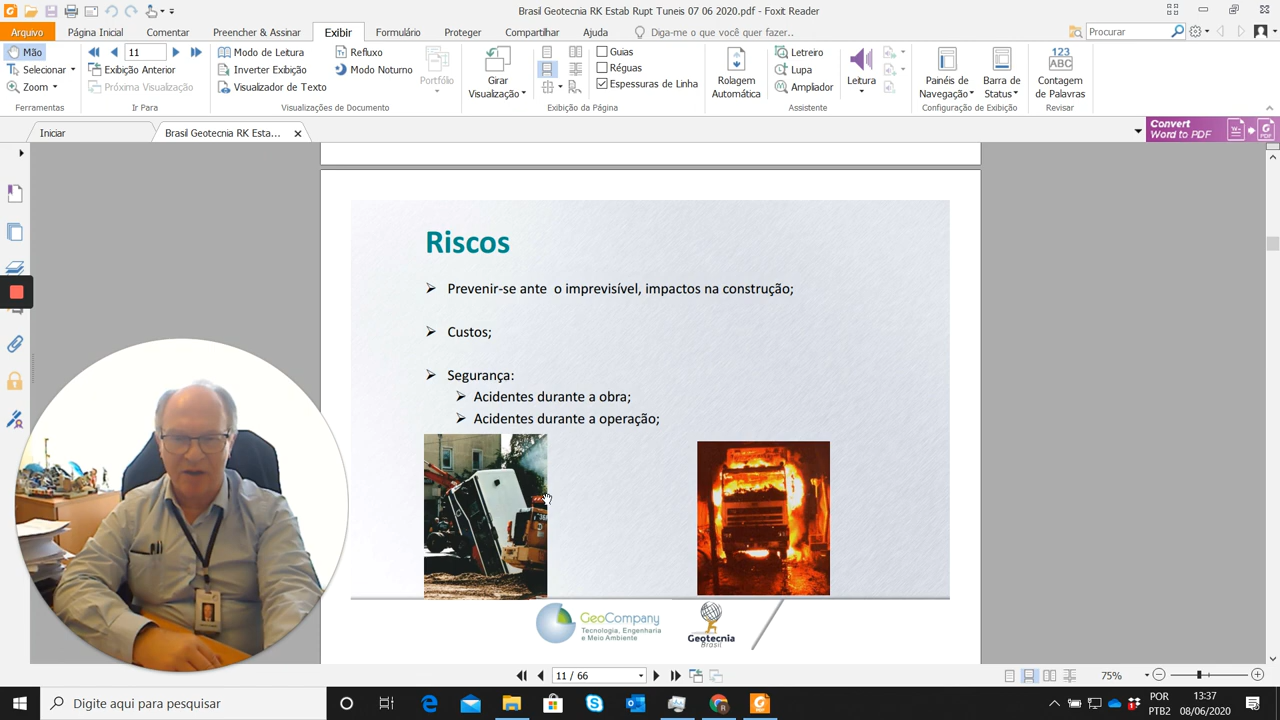 Brasil Geotecnia RK Estab Rupt Tuneis 07 06 2020.pdf - Foxit Reader
Arquivo Página Inicial Comentar Preencher & Assinar Exibir Formulário Proteger Compartilhar Ajuda Diga-me o que você quer fazer.. Procurar
Mão 11 Modo de Leitura Refluxo Guias Letreiro
Selecionar Exibição Anterior Inverter Exibição Modo Noturno Portfólio Girar Réguas Rolagem Lupa Leitura Painéis de Barra de Contagem
Zoom Próxima Visualização Visualizador de Texto Visualização Espessuras de Linha Automática Ampliador Navegação Status de Palavras
Ferramentas Ir Para Visualizações de Documento Exibição da Página Assistente Configuração de Exibição Revisar
Iniciar Brasil Geotecnia RK Esta... Convert
Word to PDF
Riscos
Prevenir-se ante o imprevisível, impactos na construção;
Custos;
Segurança:
Acidentes durante a obra;
Acidentes durante a operação;
GeoCompany
Tecnologia, Engenharia
e Meio Ambiente
Geotecnia
Brasil
11 / 66 75%
Digite aqui para pesquisar
POR 13:37
PTB2 08/06/2020